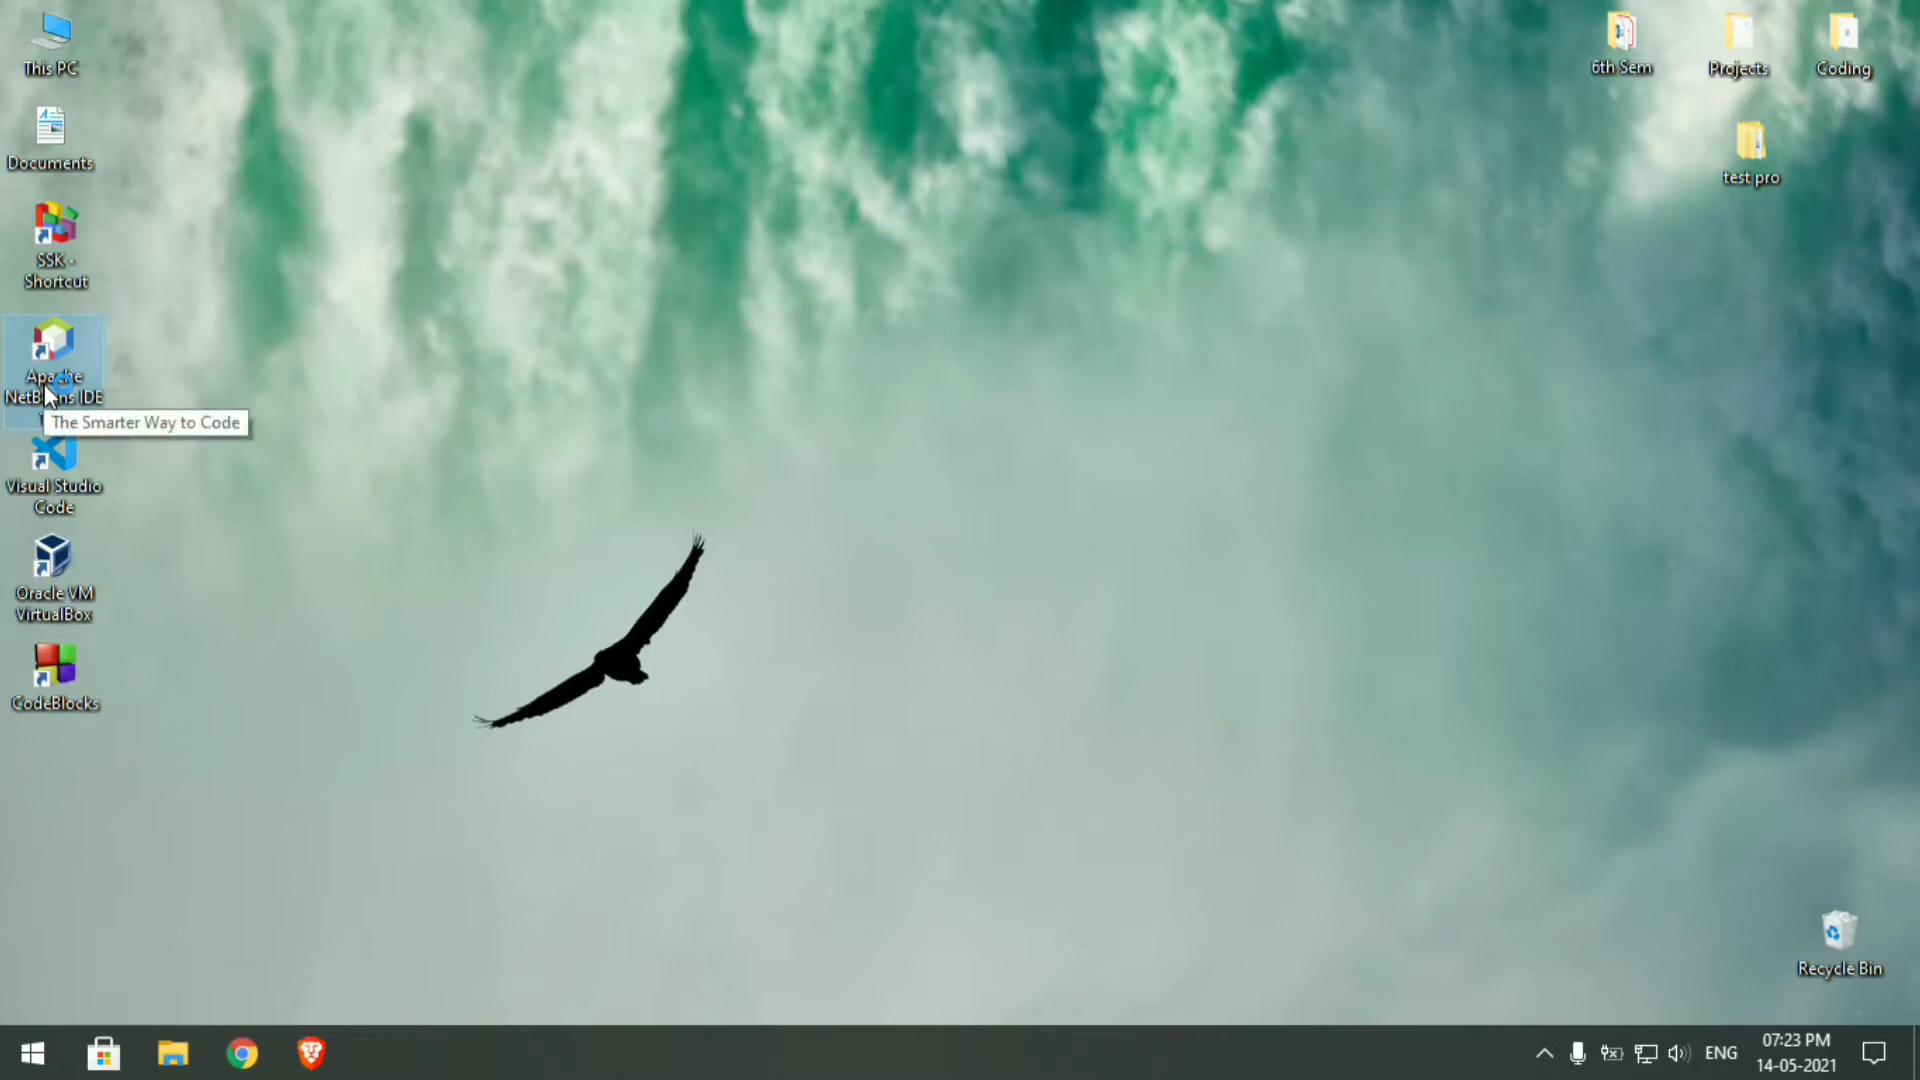 This PC
Documents
SSK -
Shortcut
Apache
NetBeans IDE
The Smarter Way to Code
Visual Studio
Code
Oracle VM
VirtualBox
CodeBlocks
6th Sem
Projects
Coding
test pro
Recycle Bin
ENG
07:23 PM
14-05-2021